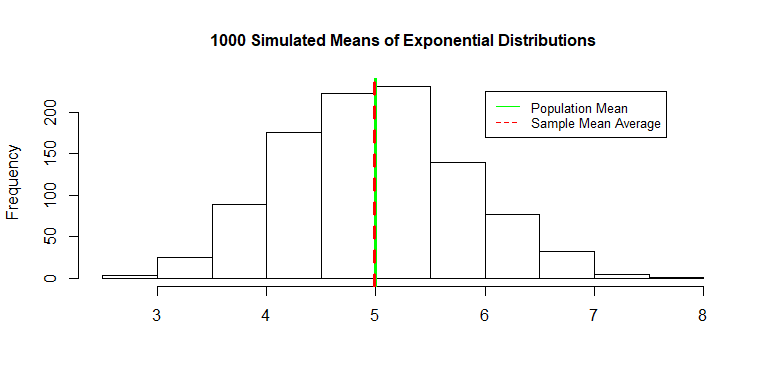 1000 Simulated Means of Exponential Distributions
Population Mean
Sample Mean Average
Frequency
200
150
100
50
0
3 4 5 6 7 8